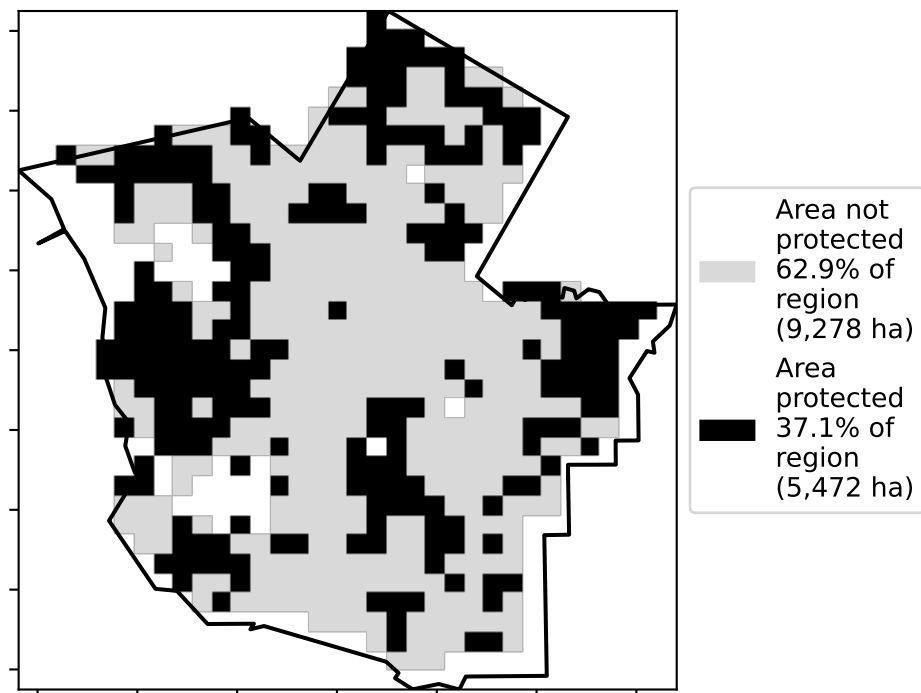 Area not
protected
62.9% of
region
(9,278 ha)
Area
protected
37.1% of
region
(5,472 ha)